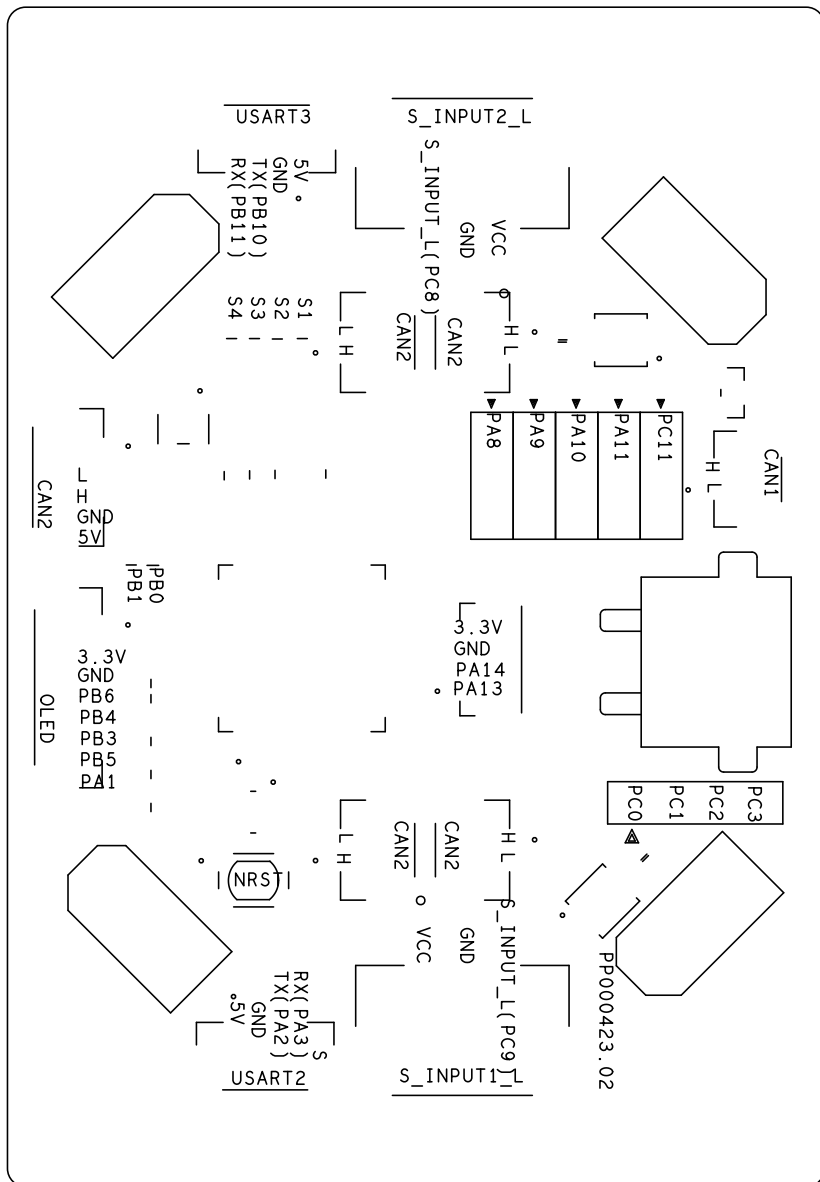 USART3
S_INPUT2_L
5V
GND
TX(PB10)
RX(PB11)
S_INPUT_L(PC8)
VCC
GND
S1
S2
S3
S4
L H
CAN2
CAN2
H L
PA8
PA9
PA10
PA11
PC11
CAN1
H L
CAN2
L
H
GND
5V
PB0
PB1
3.3V
GND
PA14
PA13
OLED
3.3V
GND
PB6
PB4
PB3
PB5
PA1
PC0
PC1
PC2
PC3
L H
CAN2
CAN2
H L
NRST
VCC
GND
S_INPUT_L(PC9)
PP000423.02
RX(PA3)
TX(PA2)
GND
5V
S
USART2
S_INPUT1_L